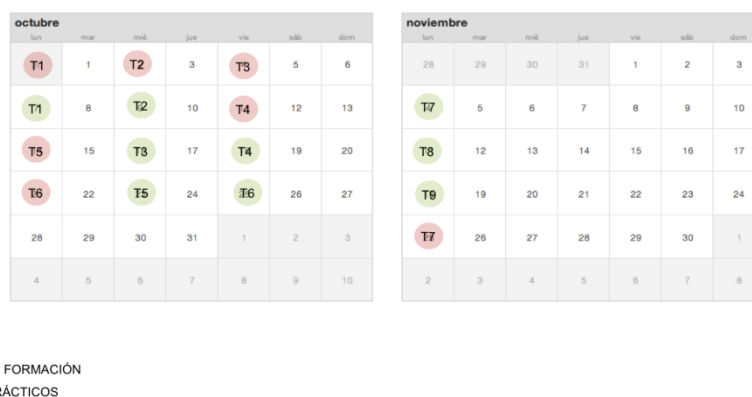 octubre
lun mar mié jue vie sáb dom
T1 1 T2 3 T3 5 6
T1 8 T2 10 T4 12 13
T5 15 T3 17 T4 19 20
T6 22 T5 24 T6 26 27
28 29 30 31 1 2 3
4 5 6 7 8 9 10
noviembre
lun mar mié jue vie sáb dom
28 29 30 31 1 2 3
T7 5 6 7 8 9 10
T8 12 13 14 15 16 17
T9 19 20 21 22 23 24
T7 26 27 28 29 30 1
2 3 4 5 6 7 8
FORMACIÓN
RÁCTICOS